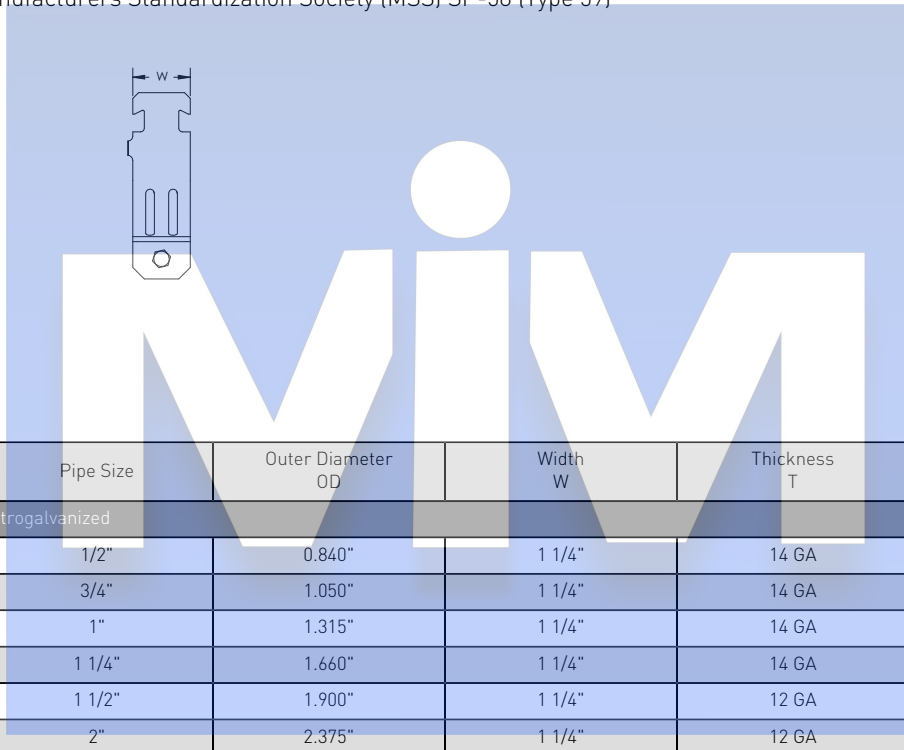 Manufacturers Standardization Society (MSS) SP-58 (Type 59)
W
MiM
Pipe Size Outer Diameter OD Width W Thickness T
trogalvanized
1/2" 0.840" 1 1/4" 14 GA
3/4" 1.050" 1 1/4" 14 GA
1" 1.315" 1 1/4" 14 GA
1 1/4" 1.660" 1 1/4" 14 GA
1 1/2" 1.900" 1 1/4" 12 GA
2" 2.375" 1 1/4" 12 GA